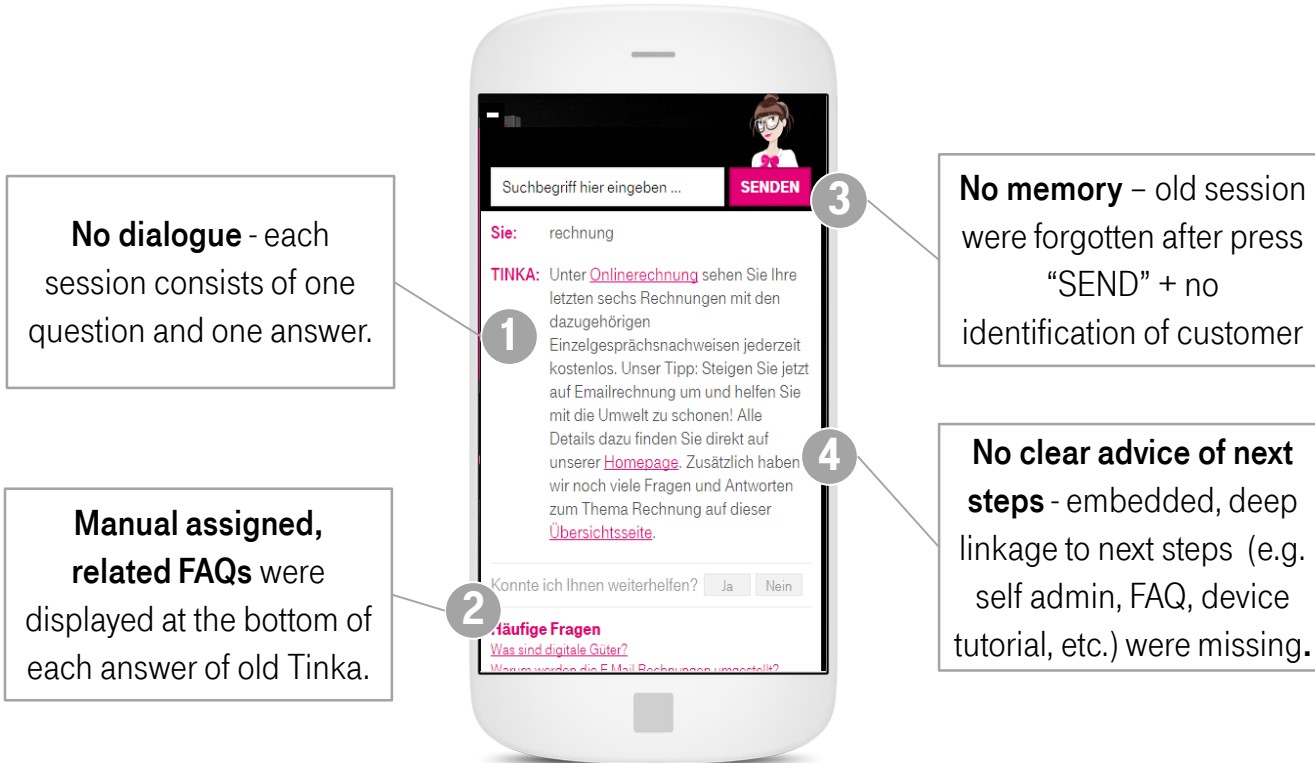 No dialogue - each
session consists of one
question and one answer.
Manual assigned,
related FAQs were
displayed at the bottom of
each answer of old Tinka.
Suchbegriff hier eingeben ...
SENDEN
Sie: rechnung
TINKA: Unter Onlinerechnung sehen Sie Ihre
letzten sechs Rechnungen mit den
dazugehörigen
Einzelgesprächsnachweisen jederzeit
kostenlos. Unser Tipp: Steigen Sie jetzt
auf Emailrechnung um und helfen Sie
mit die Umwelt zu schonen! Alle
Details dazu finden Sie direkt auf
unserer Homepage. Zusätzlich haben
wir noch viele Fragen und Antworten
zum Thema Rechnung auf dieser
Übersichtsseite.
Konnte ich Ihnen weiterhelfen? Ja Nein
Häufige Fragen
Was sind digitale Güter?
Warum werden die E-Mail Rechnungen umgestellt?
1
2
3
4
No memory – old session
were forgotten after press
“SEND” + no
identification of customer
No clear advice of next
steps - embedded, deep
linkage to next steps (e.g.
self admin, FAQ, device
tutorial, etc.) were missing.